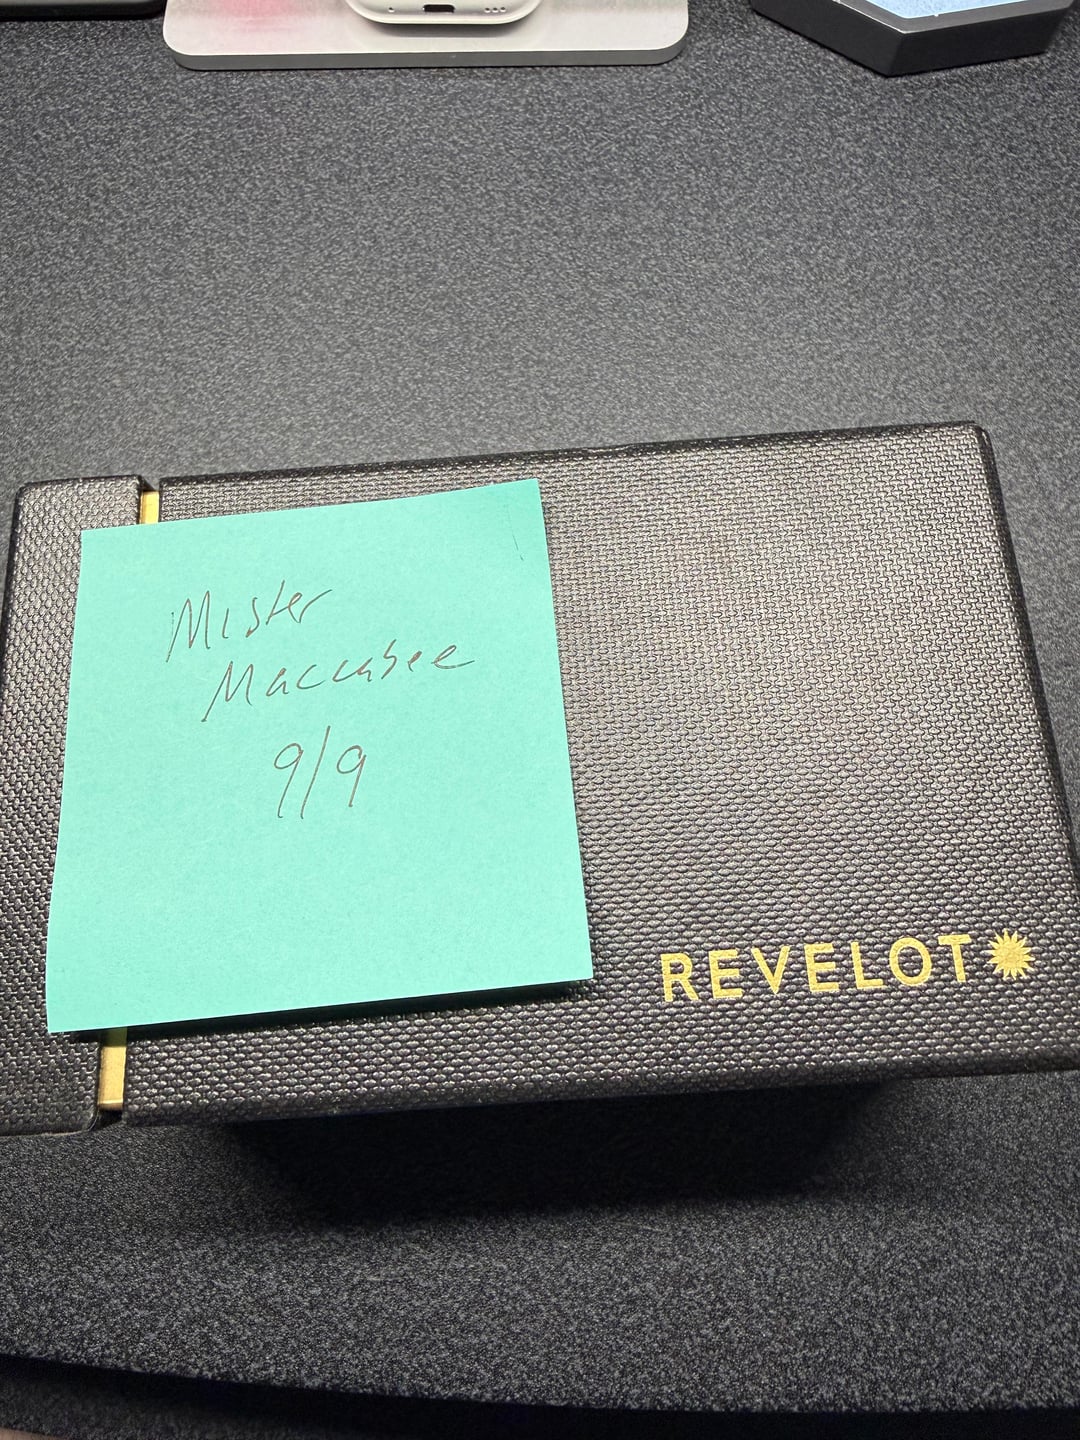 Mister
Maccabee
9/9
REVELOT